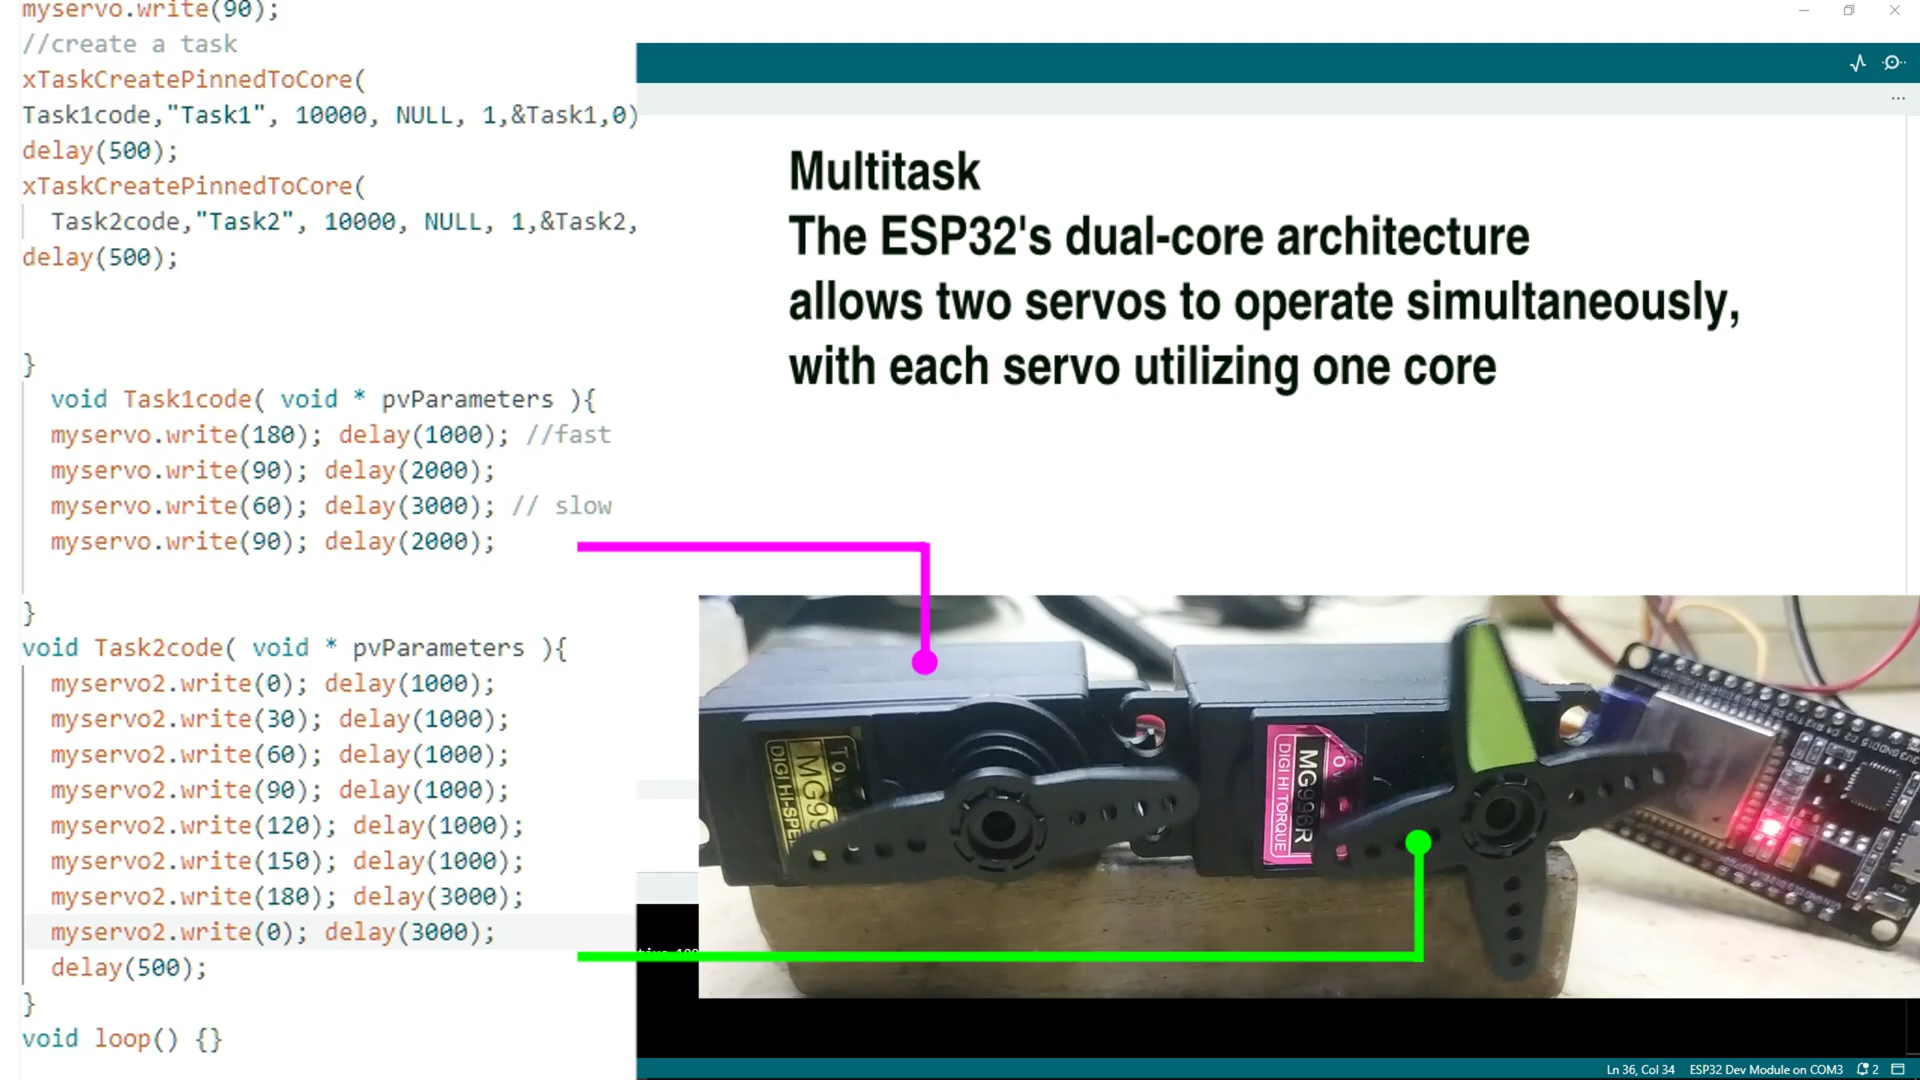 myservo.write(90);
//create a task
xTaskCreatePinnedToCore(
Task1code,"Task1", 10000, NULL, 1,&Task1,0)
delay(500);
xTaskCreatePinnedToCore(
Task2code,"Task2", 10000, NULL, 1,&Task2,
delay(500);
}
void Task1code( void * pvParameters ){
myservo.write(180); delay(1000); //fast
myservo.write(90); delay(2000);
myservo.write(60); delay(3000); // slow
myservo.write(90); delay(2000);
}
void Task2code( void * pvParameters ){
myservo2.write(0); delay(1000);
myservo2.write(30); delay(1000);
myservo2.write(60); delay(1000);
myservo2.write(90); delay(1000);
myservo2.write(120); delay(1000);
myservo2.write(150); delay(1000);
myservo2.write(180); delay(3000);
myservo2.write(0); delay(3000);
delay(500);
}
void loop() {}
Multitask
The ESP32's dual-core architecture
allows two servos to operate simultaneously,
with each servo utilizing one core
MG996R
DIGI HI TORQUE
Ln 36, Col 34 ESP32 Dev Module on COM3 2